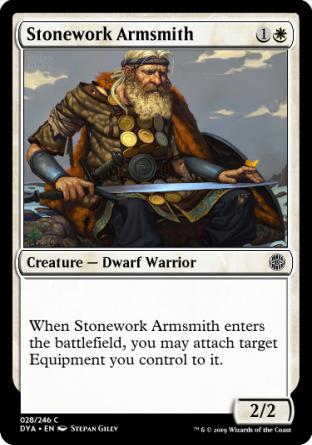 Stonework Armsmith 1
Creature — Dwarf Warrior
When Stonework Armsmith enters
the battlefield, you may attach target
Equipment you control to it.
2/2
028/246 C
DYA • EN Stepan Gilev
™ & © 2019 Wizards of the Coast